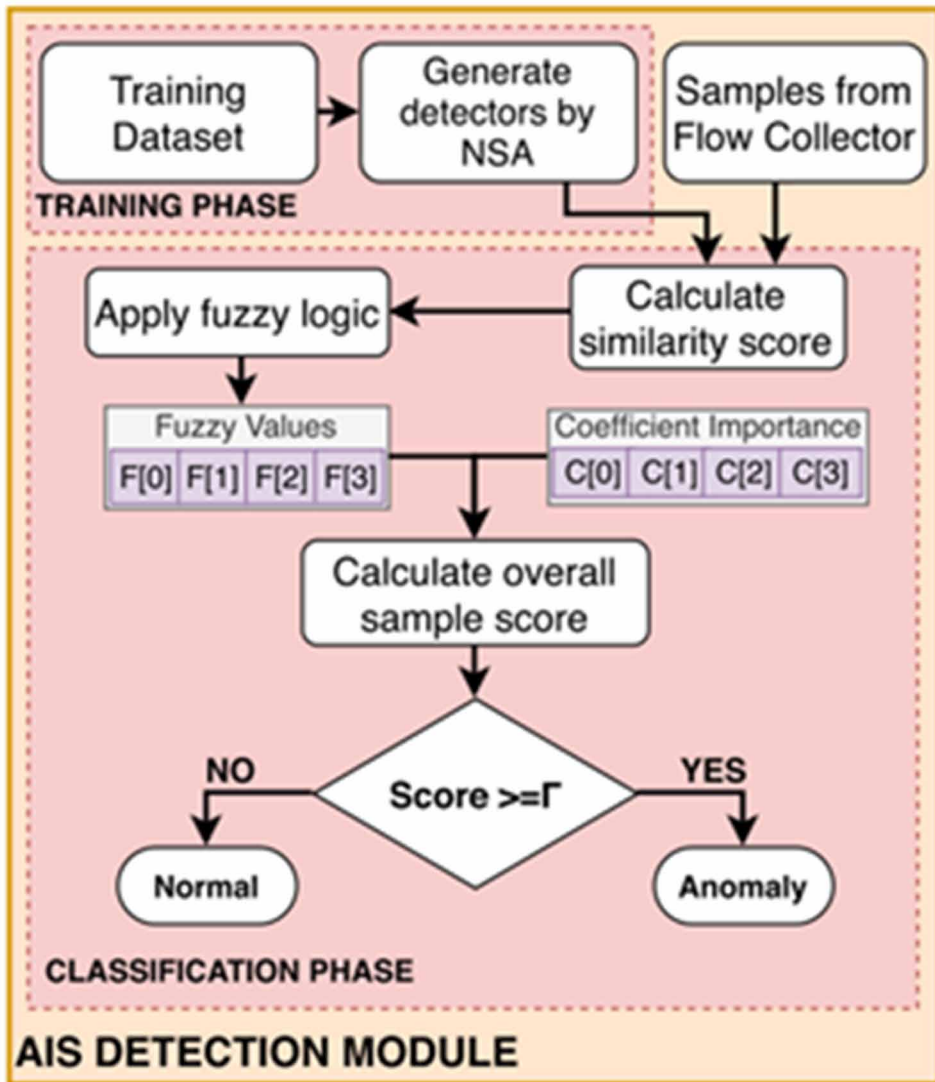 Training
Dataset
Generate
detectors by
NSA
Samples from
Flow Collector
TRAINING PHASE
Apply fuzzy logic
Calculate
similarity score
Fuzzy Values
F[0] F[1] F[2] F[3]
Coefficient Importance
C[0] C[1] C[2] C[3]
Calculate overall
sample score
Score >=Γ
NO
YES
Normal
Anomaly
CLASSIFICATION PHASE
AIS DETECTION MODULE